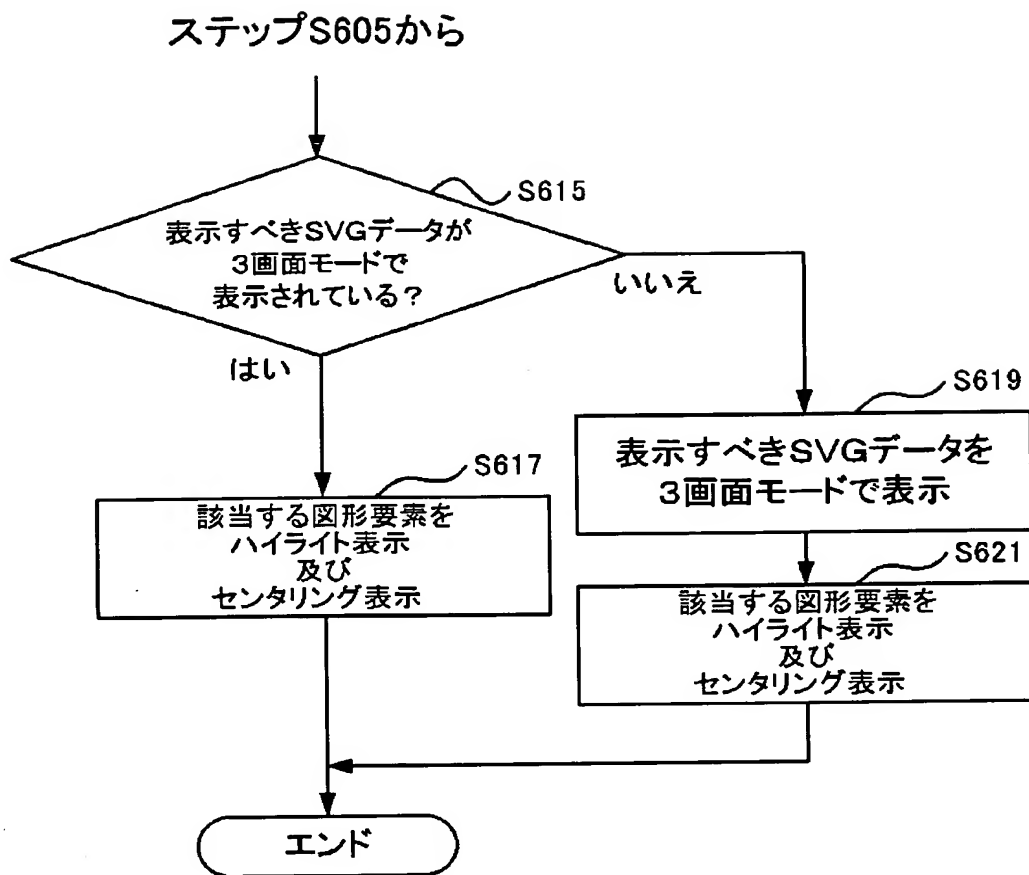 ステップS605から
S615
表示すべきSVGデータが
3画面モードで
表示されている?
いいえ
はい
S619
表示すべきSVGデータを
3画面モードで表示
S617
該当する図形要素を
ハイライト表示
及び
センタリング表示
S621
該当する図形要素を
ハイライト表示
及び
センタリング表示
エンド